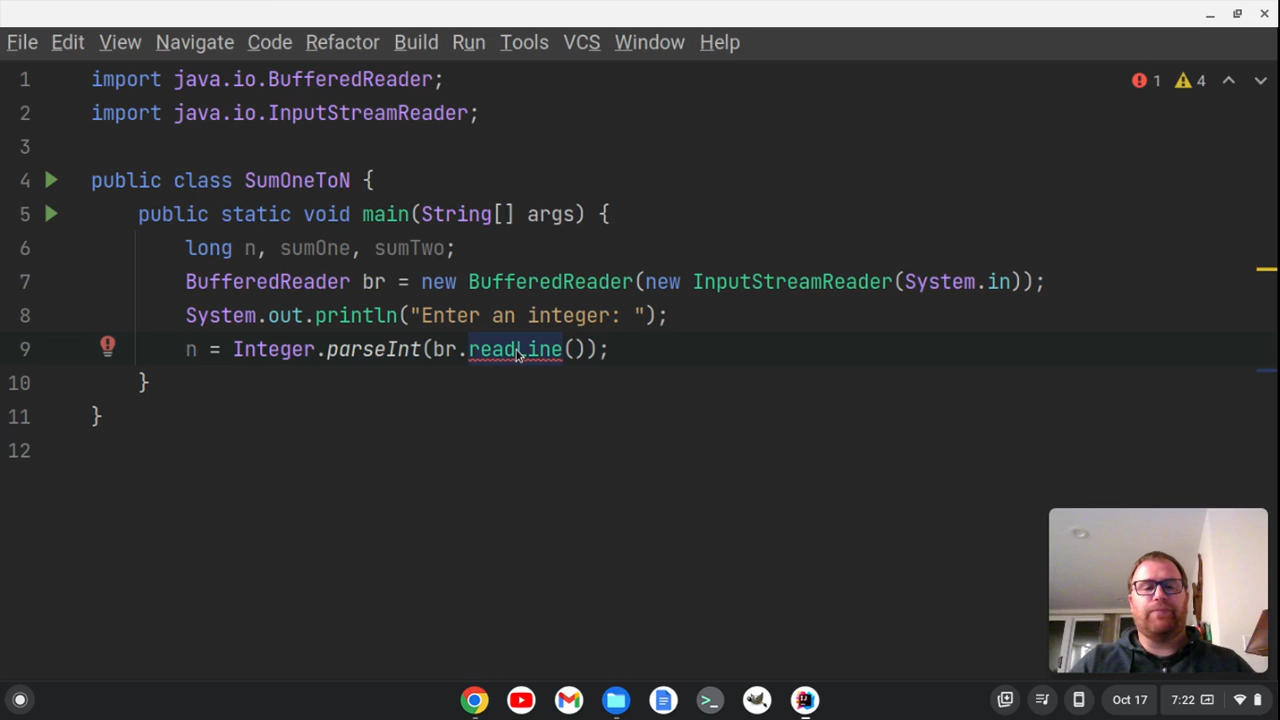 File Edit View Navigate Code Refactor Build Run Tools VCS Window Help
1 import java.io.BufferedReader; 1 4
2 import java.io.InputStreamReader;
3
4 public class SumOneToN {
5 public static void main(String[] args) {
6 long n, sumOne, sumTwo;
7 BufferedReader br = new BufferedReader(new InputStreamReader(System.in));
8 System.out.println("Enter an integer: ");
9 n = Integer.parseInt(br.readLine());
10 }
11 }
12
Oct 17 7:22